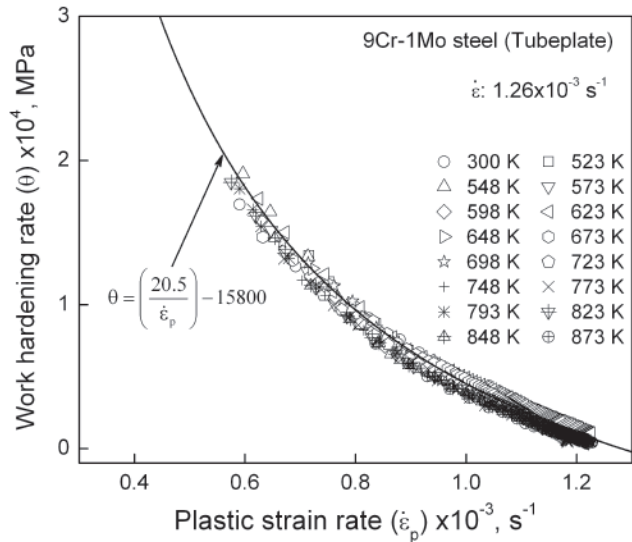 9Cr-1Mo steel (Tubeplate)
ε̇: 1.26x10⁻³ s⁻¹
300 K 523 K
548 K 573 K
598 K 623 K
648 K 673 K
698 K 723 K
748 K 773 K
793 K 823 K
848 K 873 K
θ = (20.5/ε̇ₚ) – 15800
Work hardening rate (θ) x10⁴, MPa
3
2
1
0
0.4 0.6 0.8 1.0 1.2
Plastic strain rate (ε̇ₚ) x10⁻³, s⁻¹